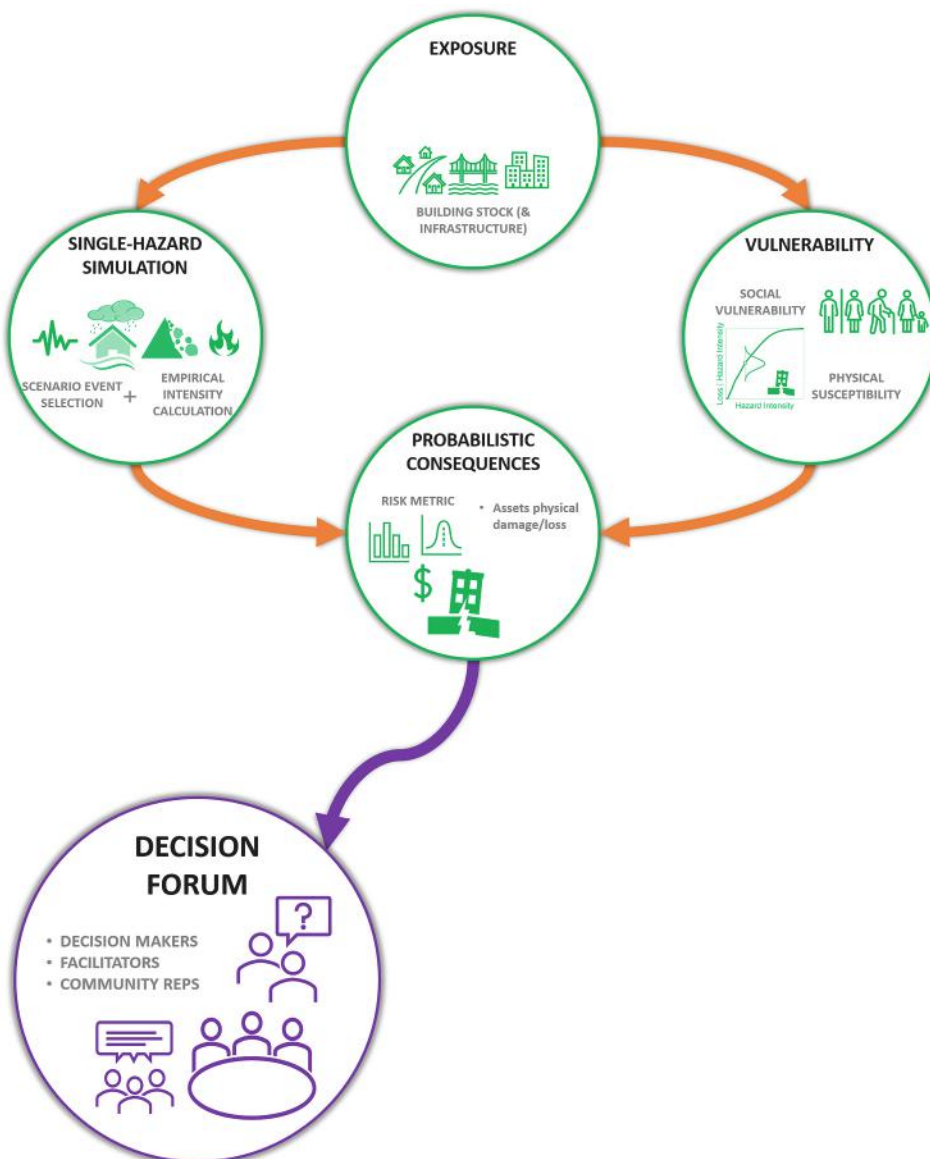 EXPOSURE
BUILDING STOCK (&
INFRASTRUCTURE)
SINGLE-HAZARD
SIMULATION
SCENARIO EVENT
SELECTION
+
EMPIRICAL
INTENSITY
CALCULATION
VULNERABILITY
SOCIAL
VULNERABILITY
Loss | Hazard Intensity
Hazard Intensity
PHYSICAL
SUSCEPTIBILITY
PROBABILISTIC
CONSEQUENCES
RISK METRIC
• Assets physical
damage/loss
$
DECISION
FORUM
?
• DECISION MAKERS
• FACILITATORS
• COMMUNITY REPS